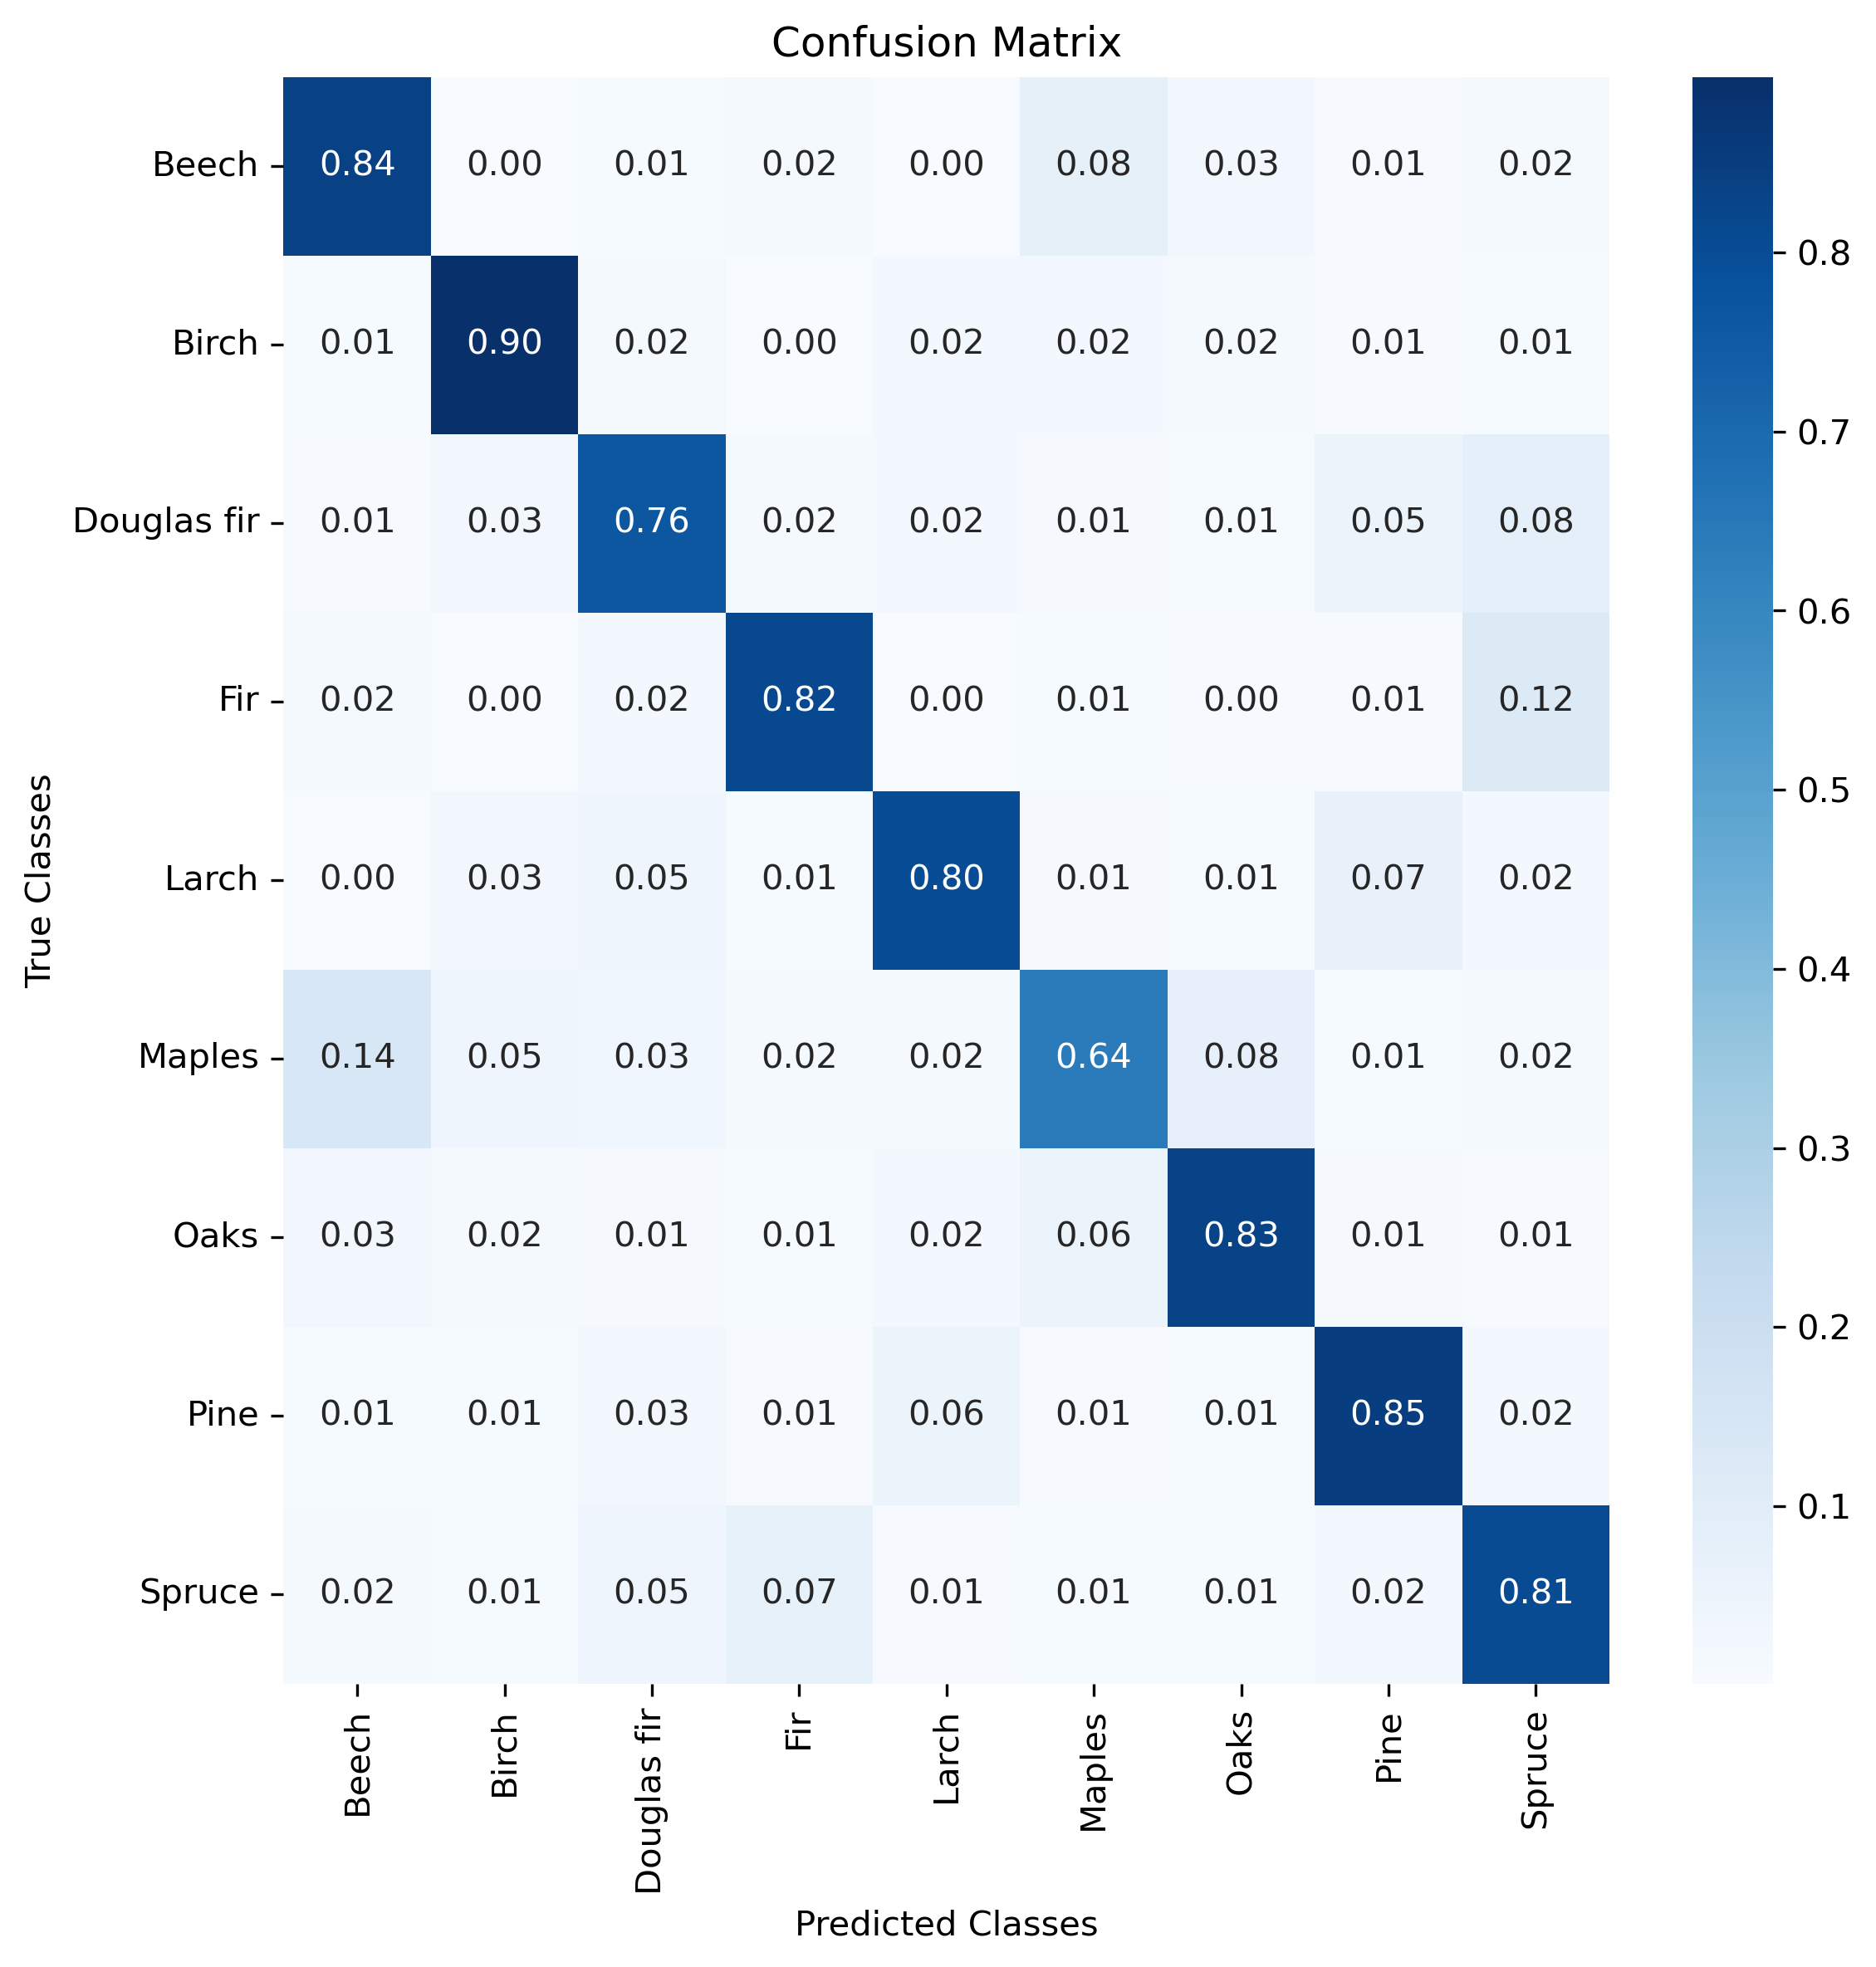 Confusion Matrix
Beech 0.84 0.00 0.01 0.02 0.00 0.08 0.03 0.01 0.02
Birch 0.01 0.90 0.02 0.00 0.02 0.02 0.02 0.01 0.01
Douglas fir 0.01 0.03 0.76 0.02 0.02 0.01 0.01 0.05 0.08
Fir 0.02 0.00 0.02 0.82 0.00 0.01 0.00 0.01 0.12
Larch 0.00 0.03 0.05 0.01 0.80 0.01 0.01 0.07 0.02
Maples 0.14 0.05 0.03 0.02 0.02 0.64 0.08 0.01 0.02
Oaks 0.03 0.02 0.01 0.01 0.02 0.06 0.83 0.01 0.01
Pine 0.01 0.01 0.03 0.01 0.06 0.01 0.01 0.85 0.02
Spruce 0.02 0.01 0.05 0.07 0.01 0.01 0.01 0.02 0.81
Beech Birch Douglas fir Fir Larch Maples Oaks Pine Spruce
Predicted Classes
True Classes
0.8
0.7
0.6
0.5
0.4
0.3
0.2
0.1